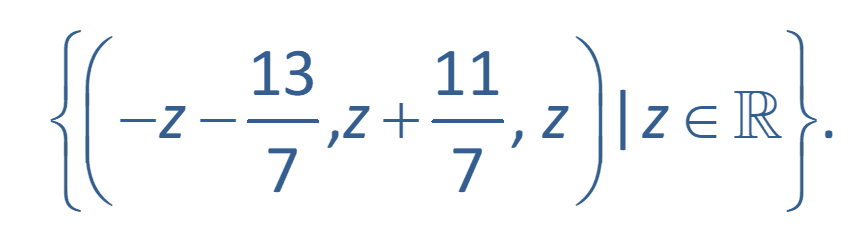 {(−z − 13/7 ,z + 11/7 , z) | z ∈ ℝ}.